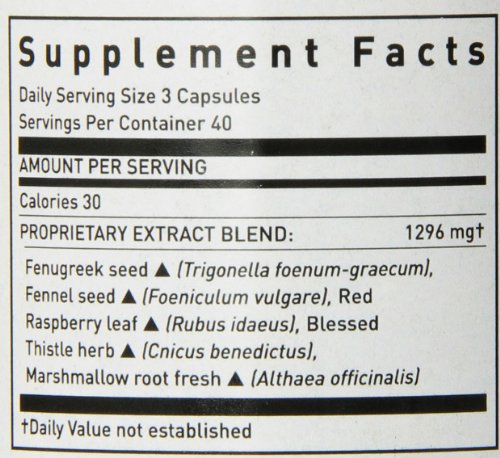 Supplement Facts
Daily Serving Size 3 Capsules
Servings Per Container 40
AMOUNT PER SERVING
Calories 30
PROPRIETARY EXTRACT BLEND: 1296 mg†
Fenugreek seed ▲ (Trigonella foenum-graecum),
Fennel seed ▲ (Foeniculum vulgare), Red
Raspberry leaf ▲ (Rubus idaeus), Blessed
Thistle herb ▲ (Cnicus benedictus),
Marshmallow root fresh ▲ (Althaea officinalis)
†Daily Value not established